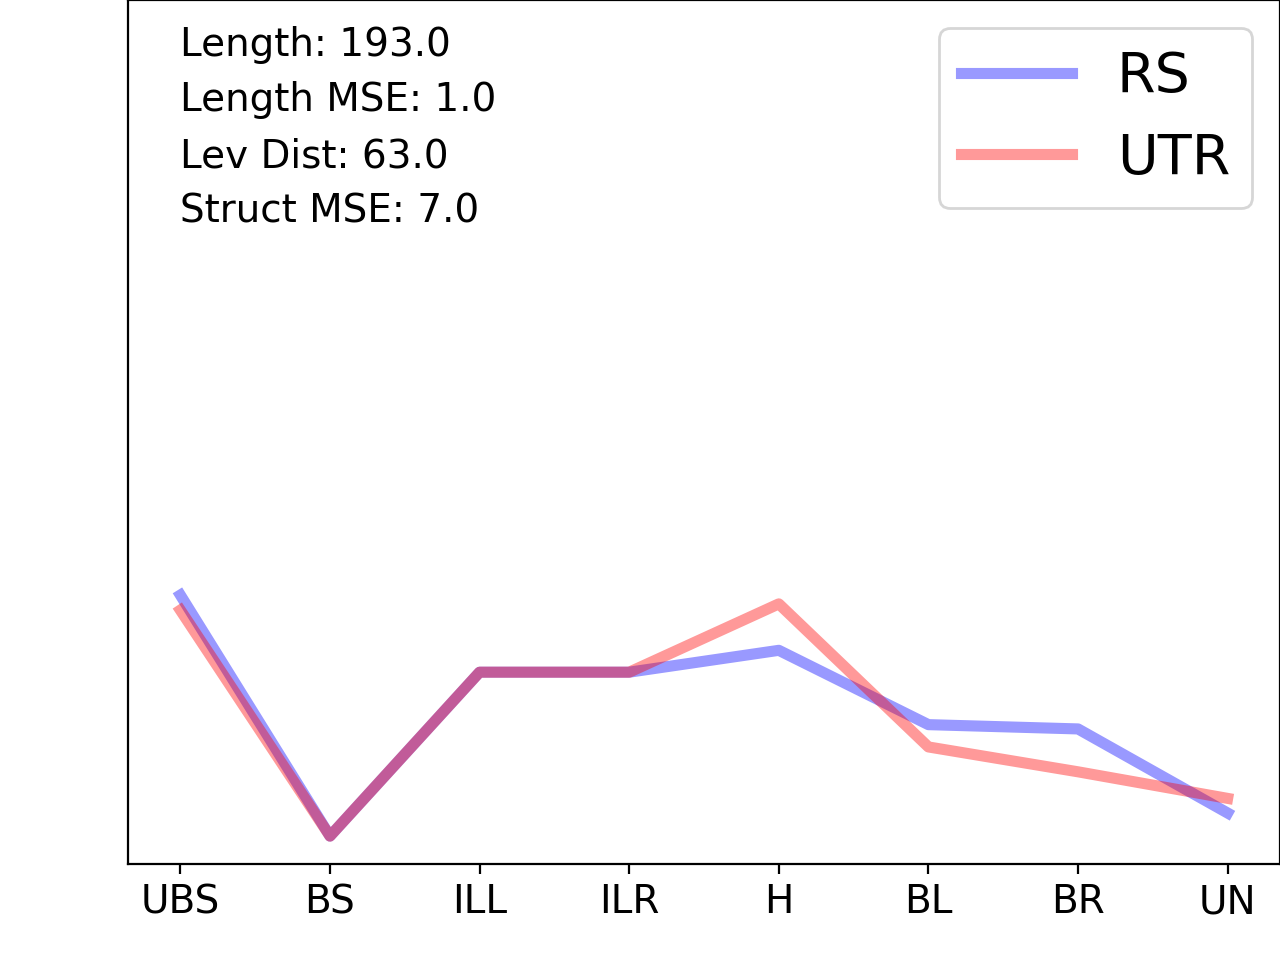 Length: 193.0
Length MSE: 1.0
Lev Dist: 63.0
Struct MSE: 7.0
RS
UTR
UBS BS ILL ILR H BL BR UN